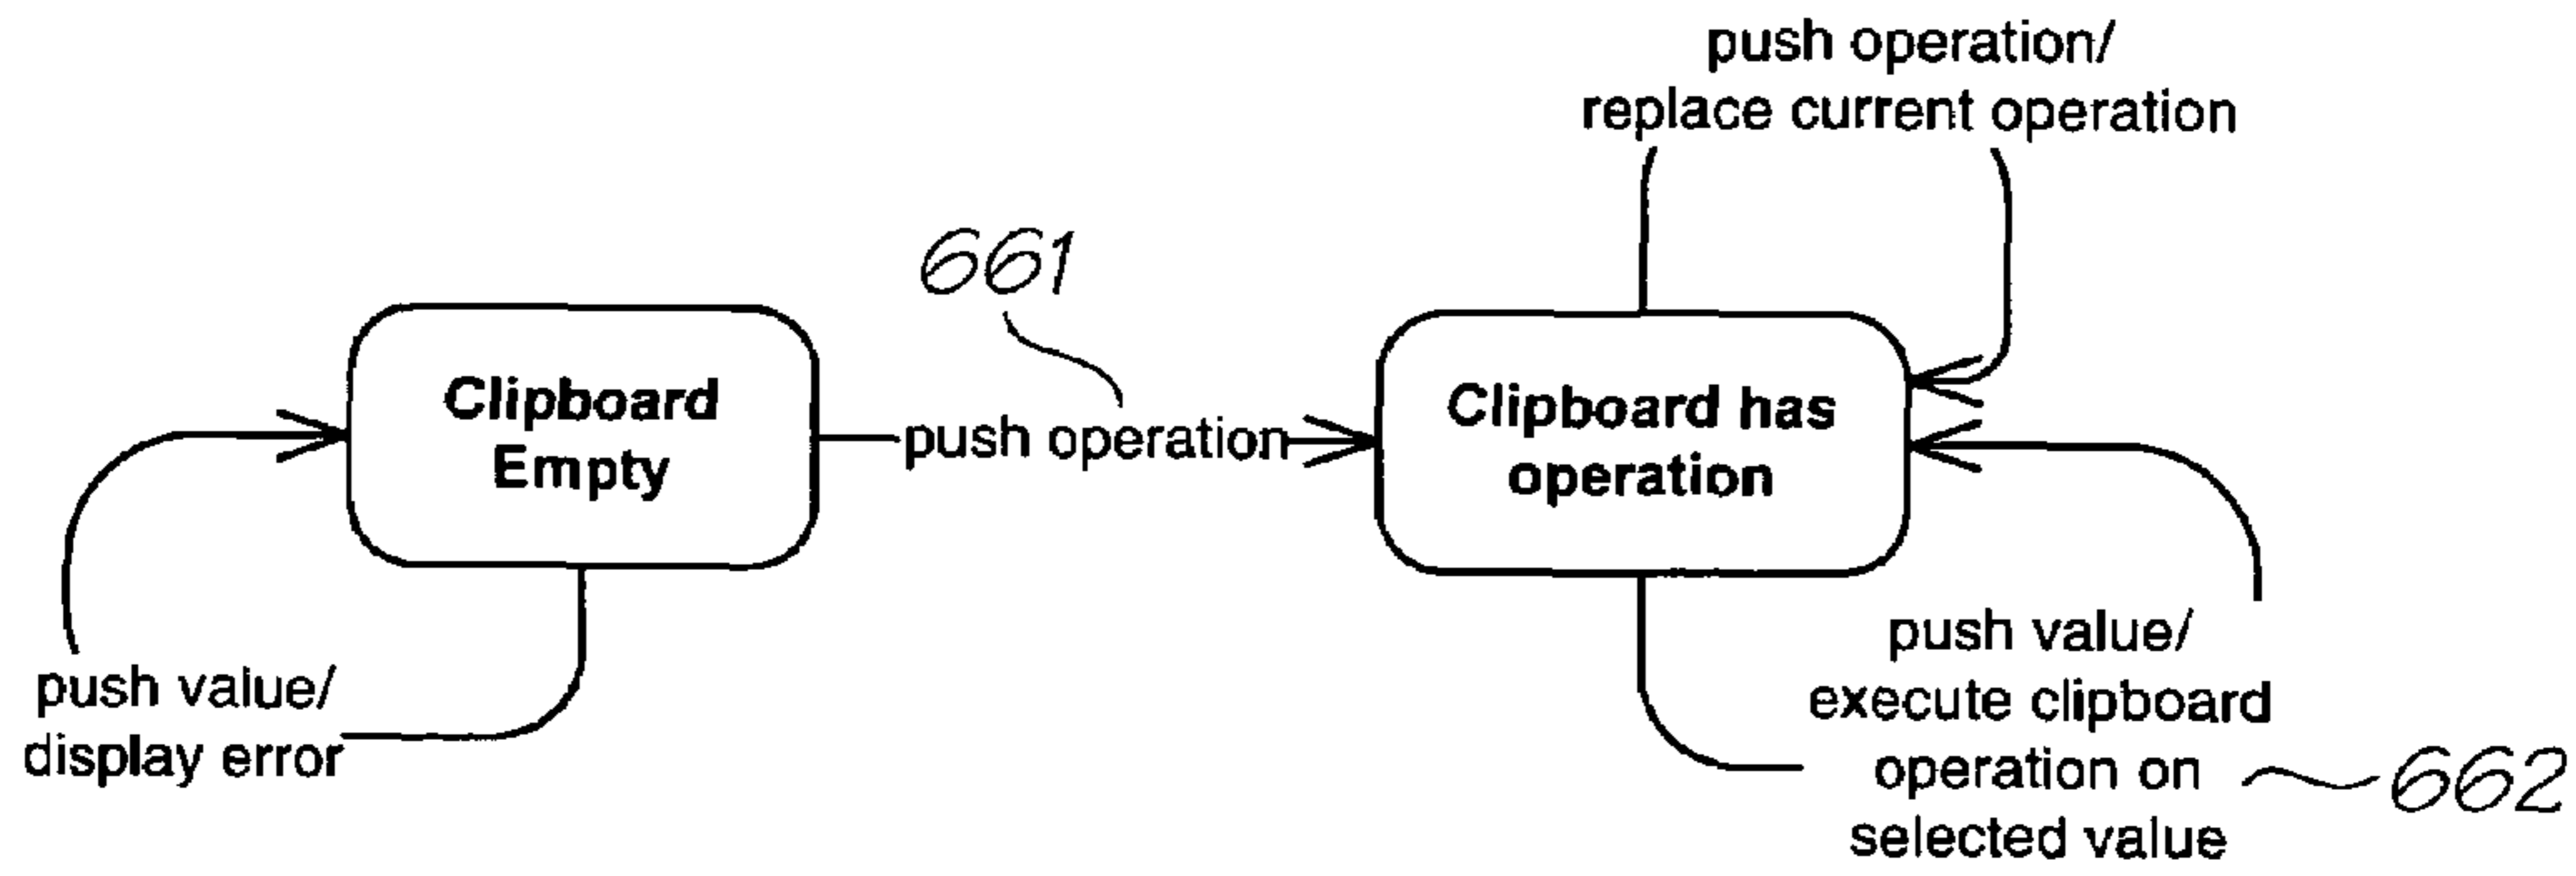 push operation/
replace current operation
661
Clipboard
Empty
push operation
Clipboard has
operation
push value/
display error
push value/
execute clipboard
operation on
selected value
662